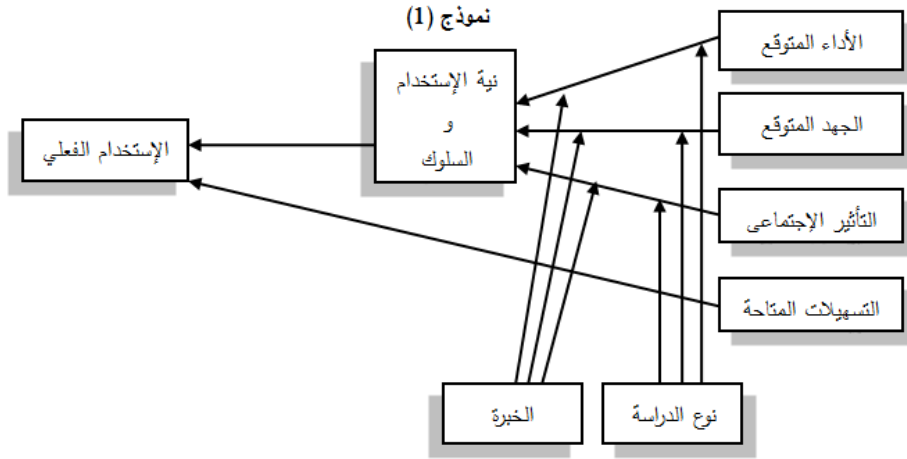 نموذج (1)
الأداء المتوقع
نية الإستخدام
و
السلوك
الجهد المتوقع
الإستخدام الفعلي
التأثير الإجتماعى
التسهيلات المتاحة
نوع الدراسة
الخبرة